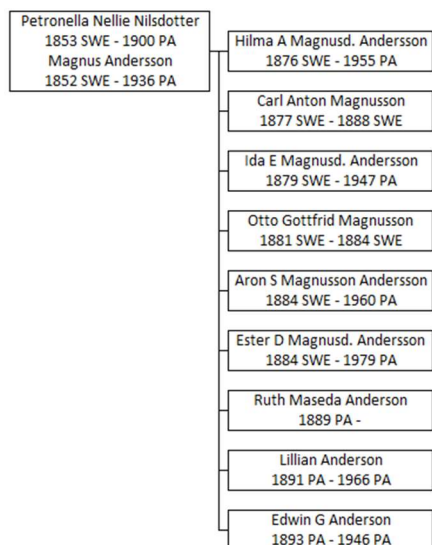 Petronella Nellie Nilsdotter
1853 SWE - 1900 PA
Magnus Andersson
1852 SWE - 1936 PA
Hilma A Magnusd. Andersson
1876 SWE - 1955 PA
Carl Anton Magnusson
1877 SWE - 1888 SWE
Ida E Magnusd. Andersson
1879 SWE - 1947 PA
Otto Gottfrid Magnusson
1881 SWE - 1884 SWE
Aron S Magnusson Andersson
1884 SWE - 1960 PA
Ester D Magnusd. Andersson
1884 SWE - 1979 PA
Ruth Maseda Anderson
1889 PA -
Lillian Anderson
1891 PA - 1966 PA
Edwin G Anderson
1893 PA - 1946 PA